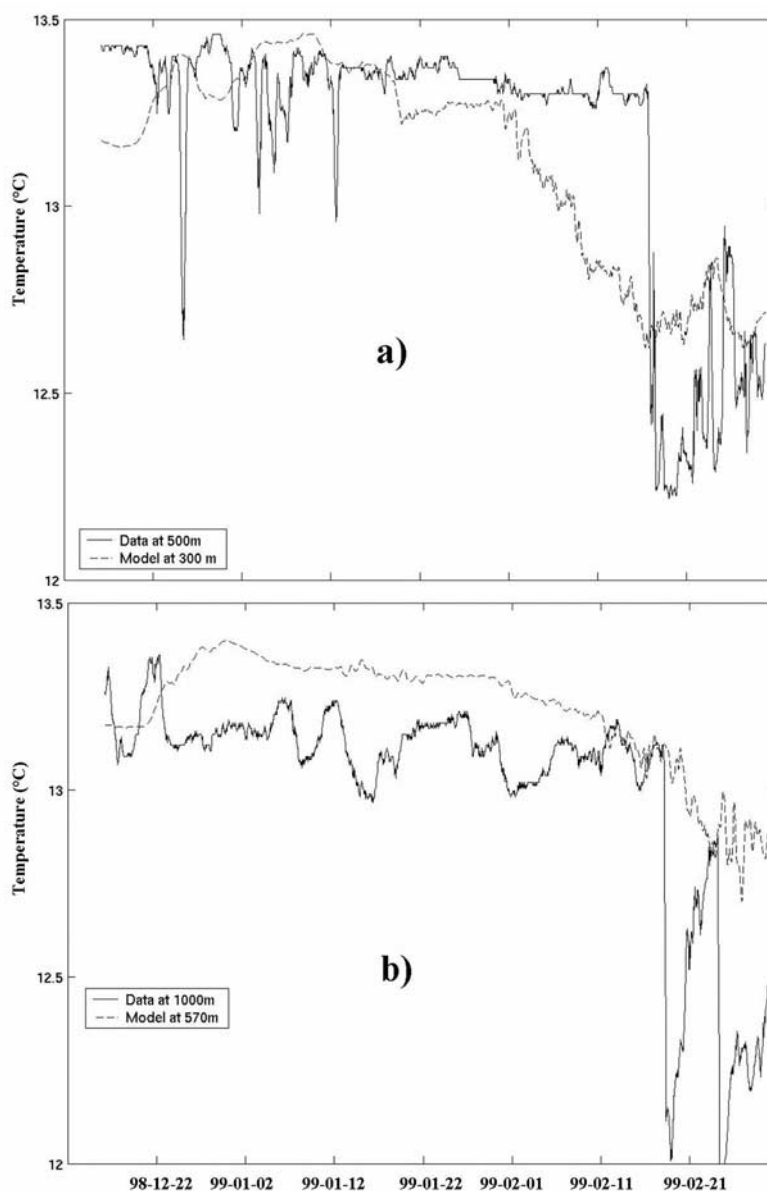 13.5
13
12.5
12
Temperature (°C)
a)
Data at 500m
Model at 300 m
13.5
13
12.5
12
Temperature (°C)
b)
Data at 1000m
Model at 570m
98-12-22 99-01-02 99-01-12 99-01-22 99-02-01 99-02-11 99-02-21